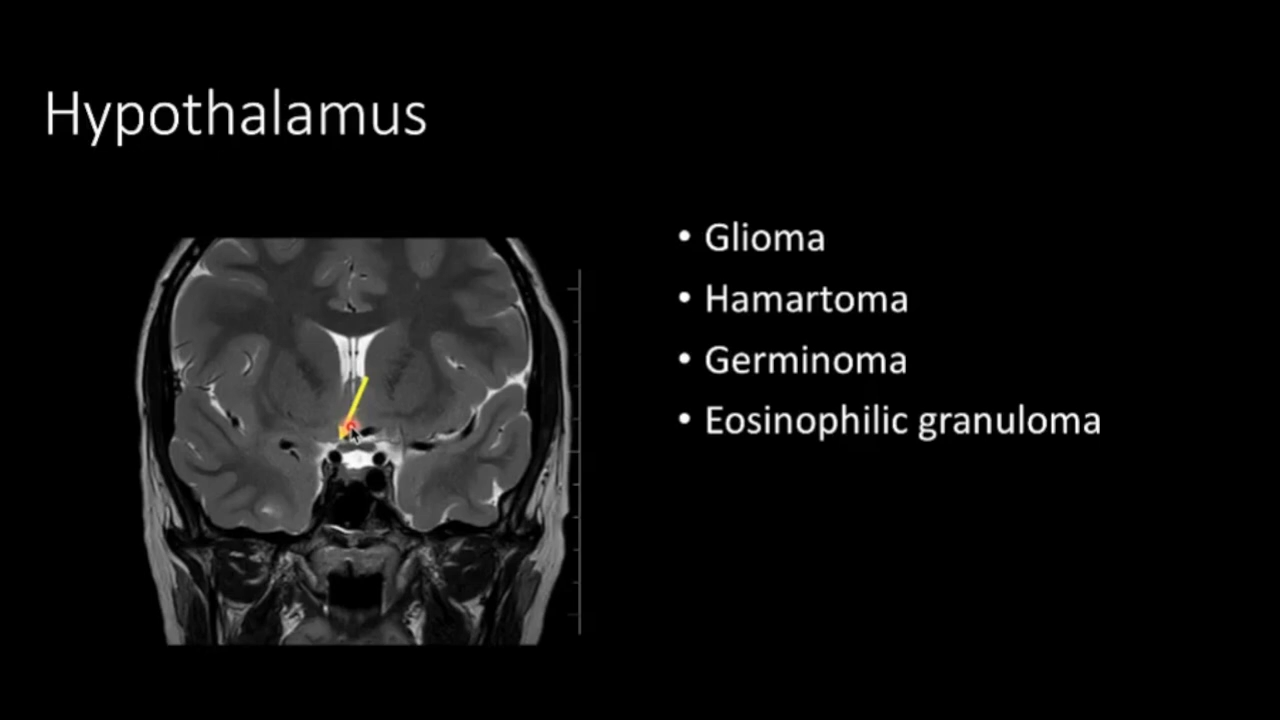 Hypothalamus
• Glioma
• Hamartoma
• Germinoma
• Eosinophilic granuloma